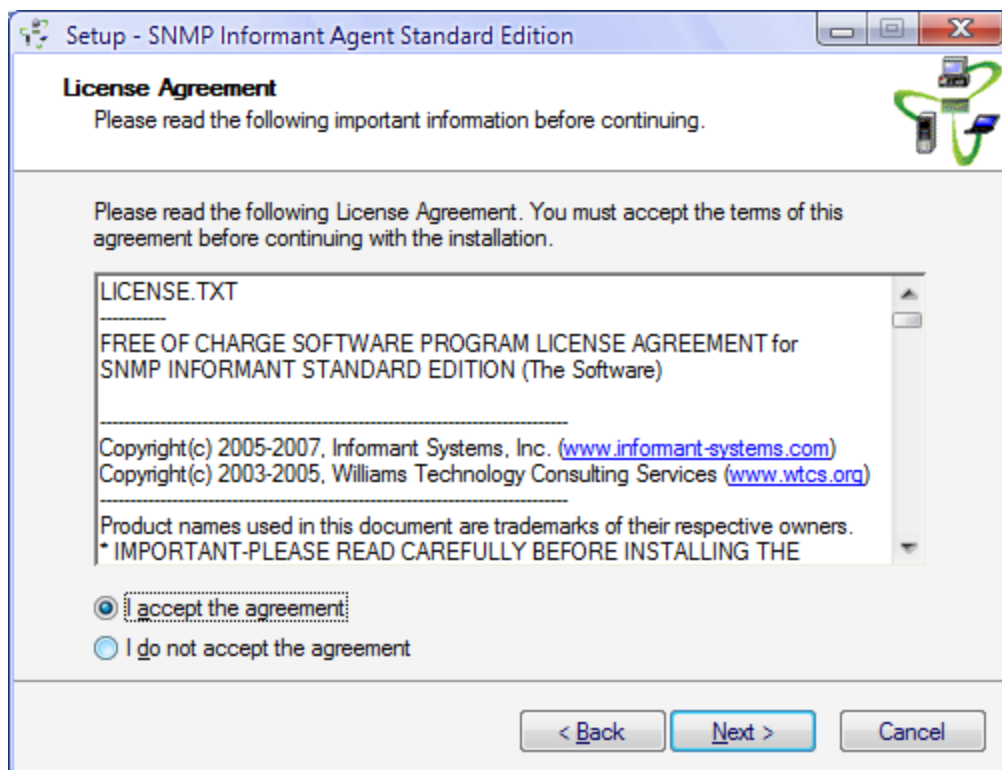 Setup - SNMP Informant Agent Standard Edition
License Agreement
Please read the following important information before continuing.
Please read the following License Agreement. You must accept the terms of this
agreement before continuing with the installation.
LICENSE.TXT
-----------
FREE OF CHARGE SOFTWARE PROGRAM LICENSE AGREEMENT for
SNMP INFORMANT STANDARD EDITION (The Software)
------------------------------------------------------------------------------
Copyright(c) 2005-2007, Informant Systems, Inc. (www.informant-systems.com)
Copyright(c) 2003-2005, Williams Technology Consulting Services (www.wtcs.org)
------------------------------------------------------------------------------
Product names used in this document are trademarks of their respective owners.
* IMPORTANT-PLEASE READ CAREFULLY BEFORE INSTALLING THE
I accept the agreement
I do not accept the agreement
< Back
Next >
Cancel